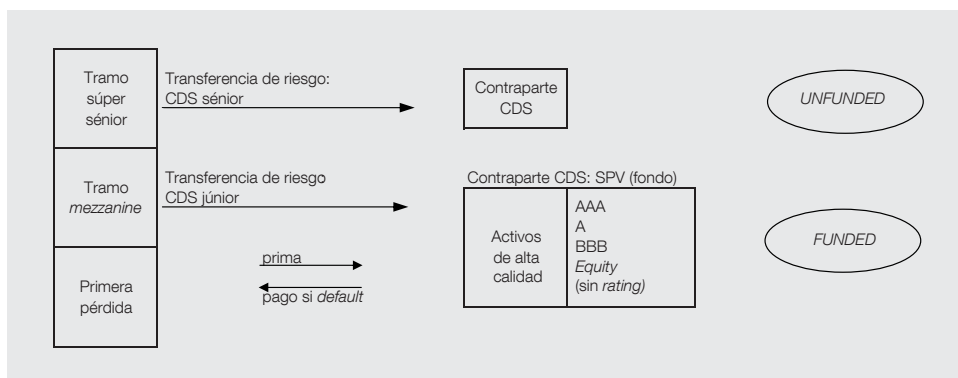 Tramo
súper
sénior
Transferencia de riesgo:
CDS sénior
Contraparte
CDS
UNFUNDED
Tramo
mezzanine
Transferencia de riesgo
CDS júnior
Contraparte CDS: SPV (fondo)
Activos
de alta
calidad
AAA
A
BBB
Equity
(sin rating)
FUNDED
Primera
pérdida
prima
pago si default